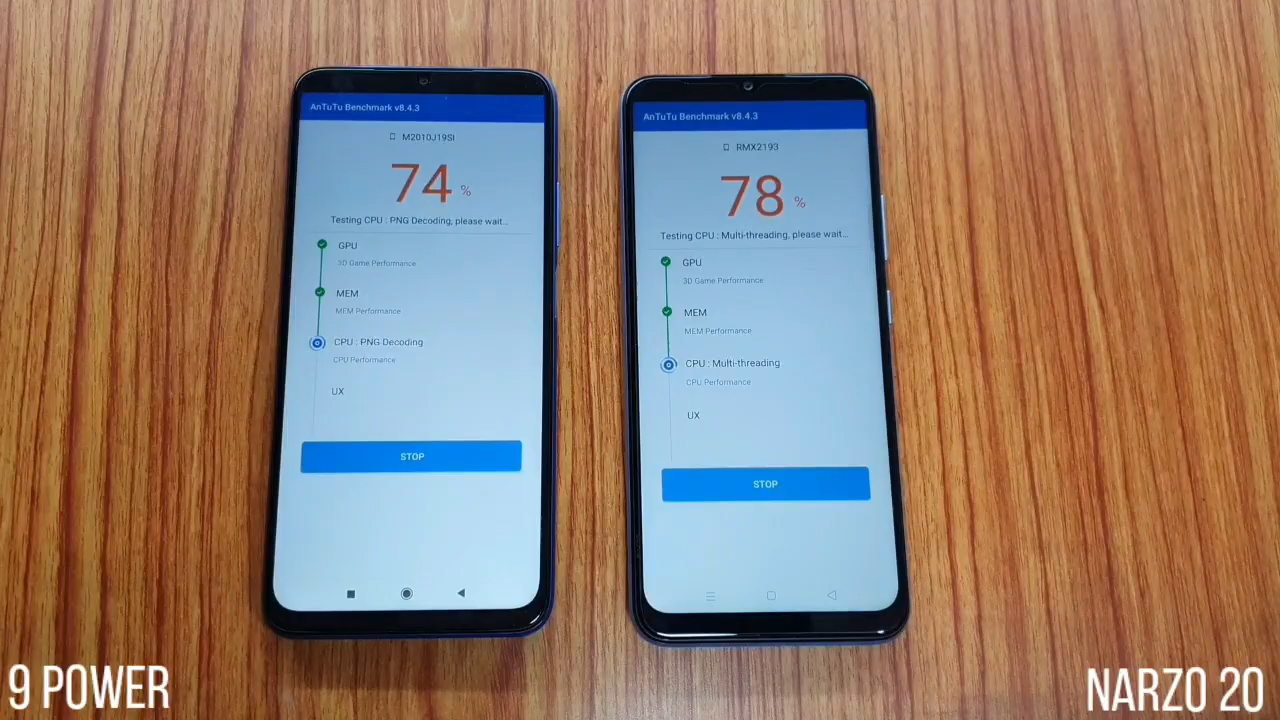 AnTuTu Benchmark v8.4.3
M2010J19SI
74 %
Testing CPU : PNG Decoding, please wait...
GPU
3D Game Performance
MEM
MEM Performance
CPU : PNG Decoding
CPU Performance
UX
STOP
AnTuTu Benchmark v8.4.3
RMX2193
78 %
Testing CPU : Multi-threading, please wait...
GPU
3D Game Performance
MEM
MEM Performance
CPU : Multi-threading
CPU Performance
UX
STOP
9 POWER
NARZO 20